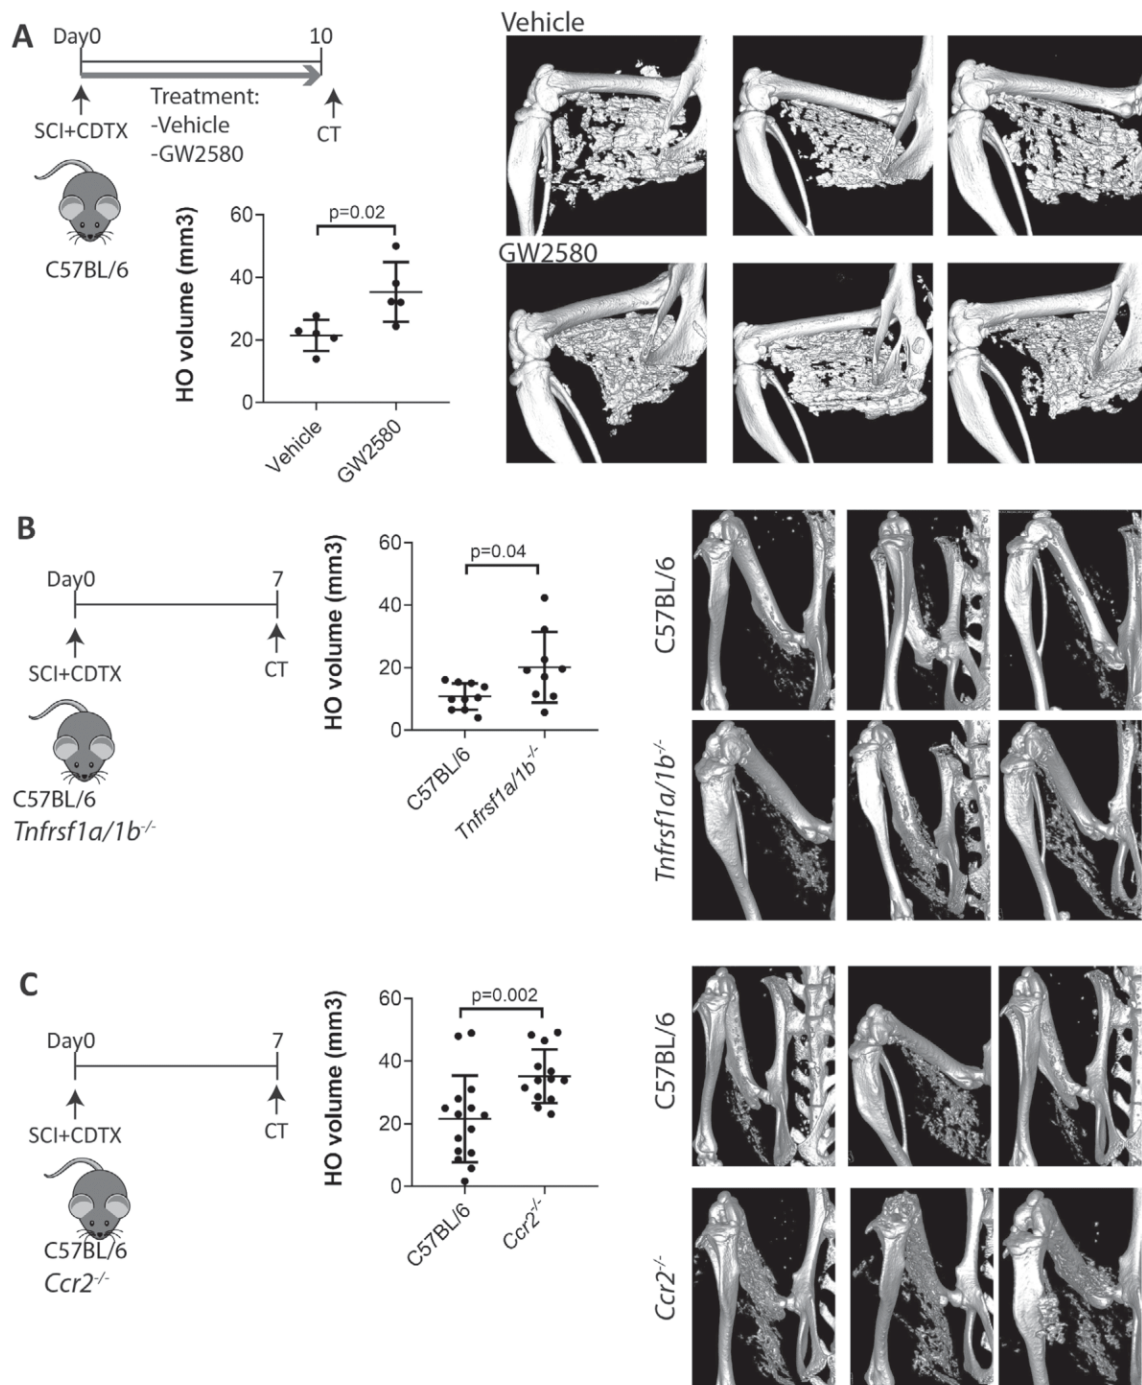 A
Day0
10
SCI+CDTX
Treatment:
-Vehicle
-GW2580
CT
C57BL/6
HO volume (mm3)
60
40
20
0
p=0.02
Vehicle
GW2580
Vehicle
GW2580
B
Day0
7
SCI+CDTX
CT
C57BL/6
Tnfrsf1a/1b-/-
HO volume (mm3)
60
40
20
0
p=0.04
C57BL/6
Tnfrsf1a/1b-/-
C57BL/6
Tnfrsf1a/1b-/-
C
Day0
7
SCI+CDTX
CT
C57BL/6
Ccr2-/-
HO volume (mm3)
60
40
20
0
p=0.002
C57BL/6
Ccr2-/-
C57BL/6
Ccr2-/-